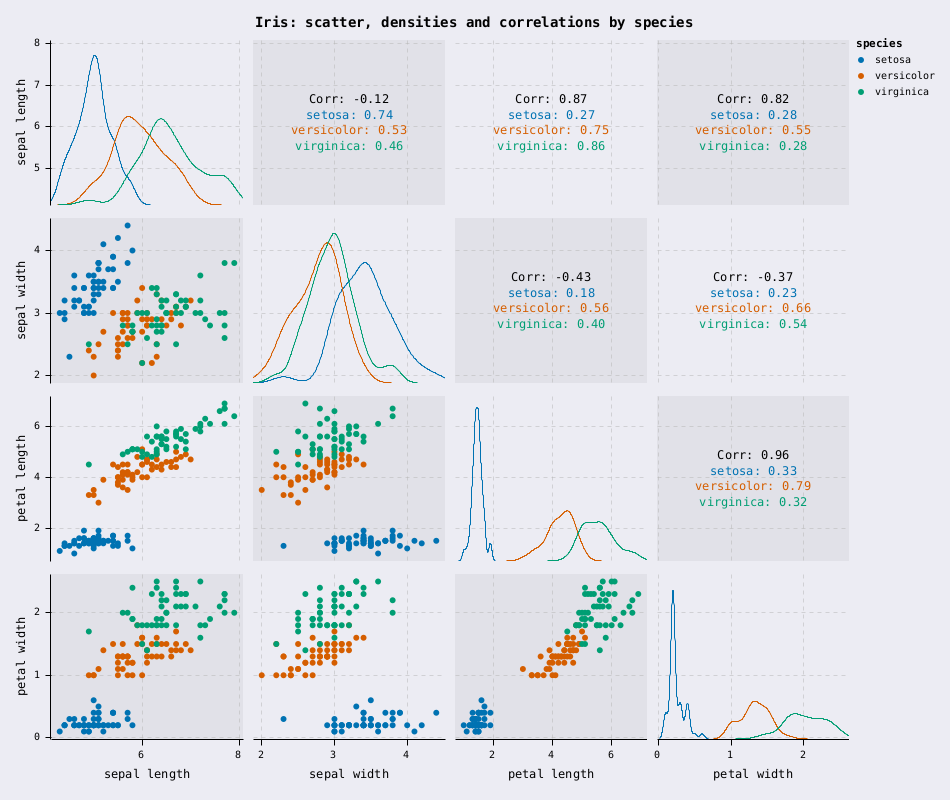 Iris: scatter, densities and correlations by species
species
setosa
versicolor
virginica
sepal length
8
7
6
5
Corr: -0.12
setosa: 0.74
versicolor: 0.53
virginica: 0.46
Corr: 0.87
setosa: 0.27
versicolor: 0.75
virginica: 0.86
Corr: 0.82
setosa: 0.28
versicolor: 0.55
virginica: 0.28
sepal width
4
3
2
Corr: -0.43
setosa: 0.18
versicolor: 0.56
virginica: 0.40
Corr: -0.37
setosa: 0.23
versicolor: 0.66
virginica: 0.54
petal length
6
4
2
Corr: 0.96
setosa: 0.33
versicolor: 0.79
virginica: 0.32
petal width
2
1
0
6 8
2 3 4
2 4 6
0 1 2
sepal length
sepal width
petal length
petal width